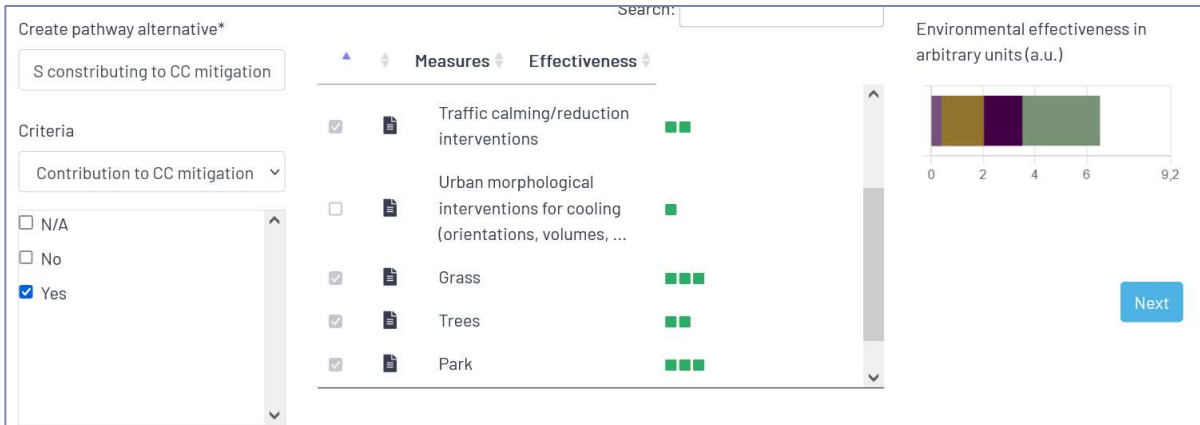 Create pathway alternative*
S constributing to CC mitigation
Criteria
Contribution to CC mitigation
N/A
No
Yes
Search:
Measures Effectiveness
Traffic calming/reduction
interventions
Urban morphological
interventions for cooling
(orientations, volumes, ...
Grass
Trees
Park
Environmental effectiveness in
arbitrary units (a.u.)
0 2 4 6 9,2
Next